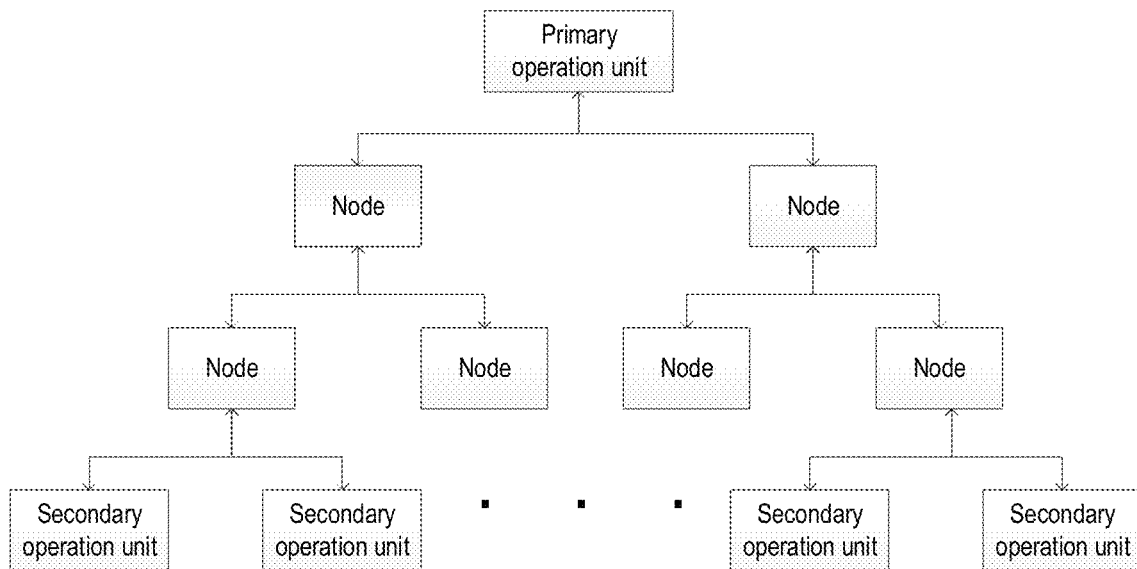 Primary
operation unit
Node
Node
Node
Node
Node
Node
Secondary
operation unit
Secondary
operation unit
Secondary
operation unit
Secondary
operation unit